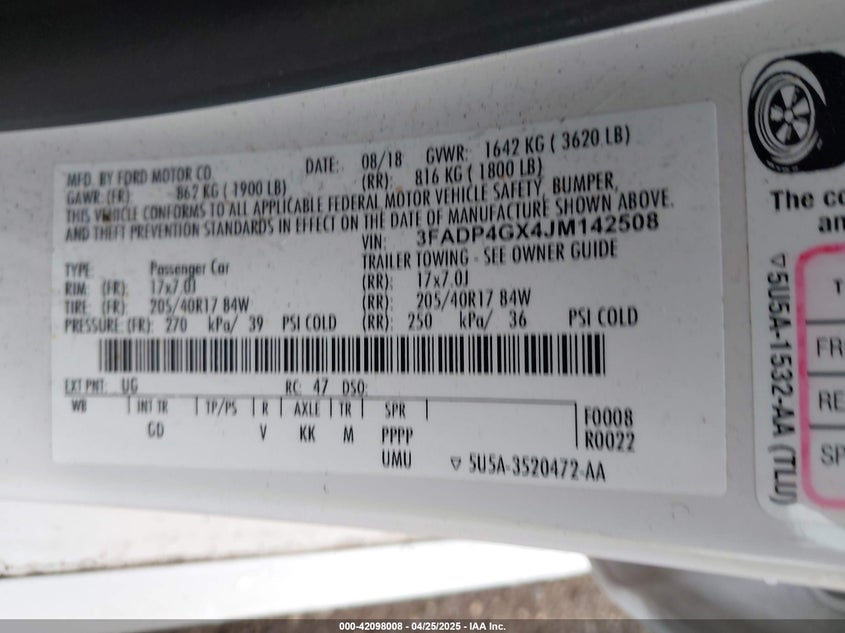 MFD. BY FORD MOTOR CO. DATE: 08/18 GVWR: 1642 KG ( 3620 LB)
GAWR: (FR) 862 KG ( 1900 LB) (RR): 816 KG ( 1800 LB)
THIS VEHICLE CONFORMS TO ALL APPLICABLE FEDERAL MOTOR VEHICLE SAFETY, BUMPER,
AND THEFT PREVENTION STANDARDS IN EFFECT ON THE DATE OF MANUFACTURE SHOWN ABOVE.
VIN: 3FADP4GX4JM142508
TYPE: Passenger Car TRAILER TOWING - SEE OWNER GUIDE
RIM: (FR): 17x7.0J (RR): 17x7.0J
TIRE: (FR): 205/40R17 84W (RR): 205/40R17 84W
PRESSURE: (FR): 270 kPa/ 39 PSI COLD (RR): 250 kPa/ 36 PSI COLD
EXT PNT: UG RC: 47 DSO:
WB INT TR TP/PS R AXLE TR SPR F0008
GD V KK M PPPP R0022
UMU ▽ 5U5A-3520472-AA
The co
an
▽5U5A-1532-AA (TLU)
T
FR
RE
SP
000-42098008 - 04/25/2025 - IAA Inc.